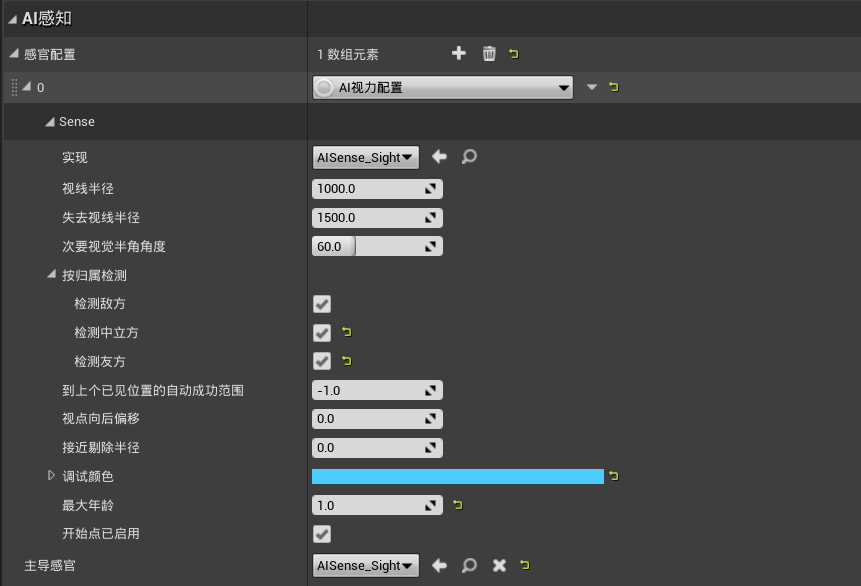 AI感知
感官配置 1 数组元素
0 AI视力配置
Sense
实现 AISense_Sight
视线半径 1000.0
失去视线半径 1500.0
次要视觉半角角度 60.0
按归属检测
检测敌方
检测中立方
检测友方
到上个已见位置的自动成功范围 -1.0
视点向后偏移 0.0
接近剔除半径 0.0
调试颜色
最大年龄 1.0
开始点已启用
主导感官 AISense_Sight